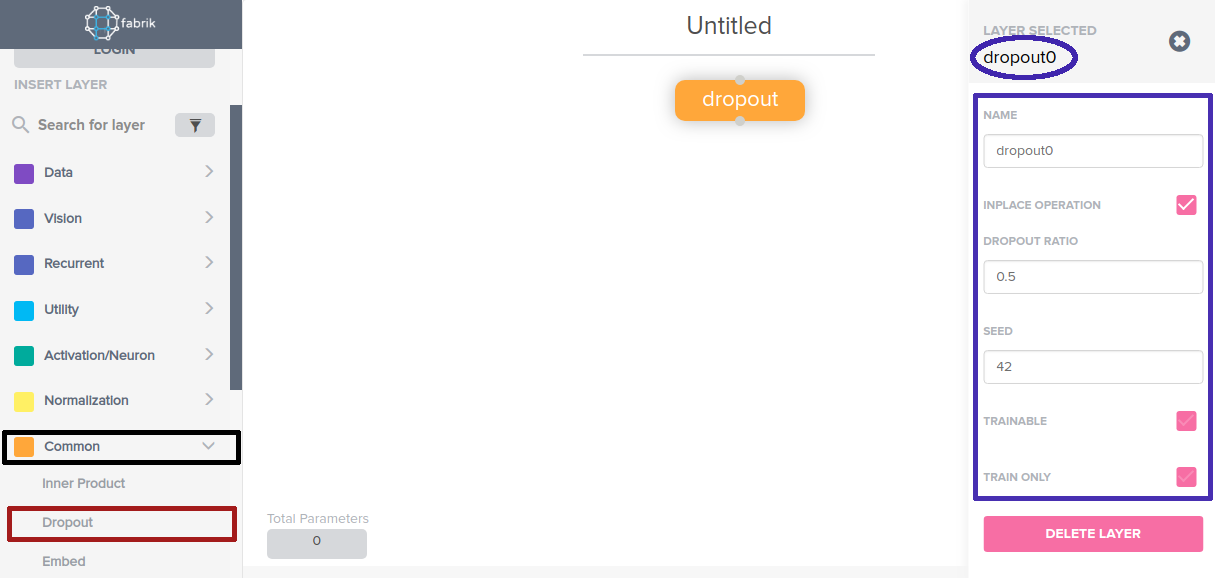 fabrik
LOGIN
INSERT LAYER
Search for layer
Data
Vision
Recurrent
Utility
Activation/Neuron
Normalization
Common
Inner Product
Dropout
Embed
Untitled
dropout
Total Parameters
0
LAYER SELECTED
dropout0
NAME
dropout0
INPLACE OPERATION
DROPOUT RATIO
0.5
SEED
42
TRAINABLE
TRAIN ONLY
DELETE LAYER